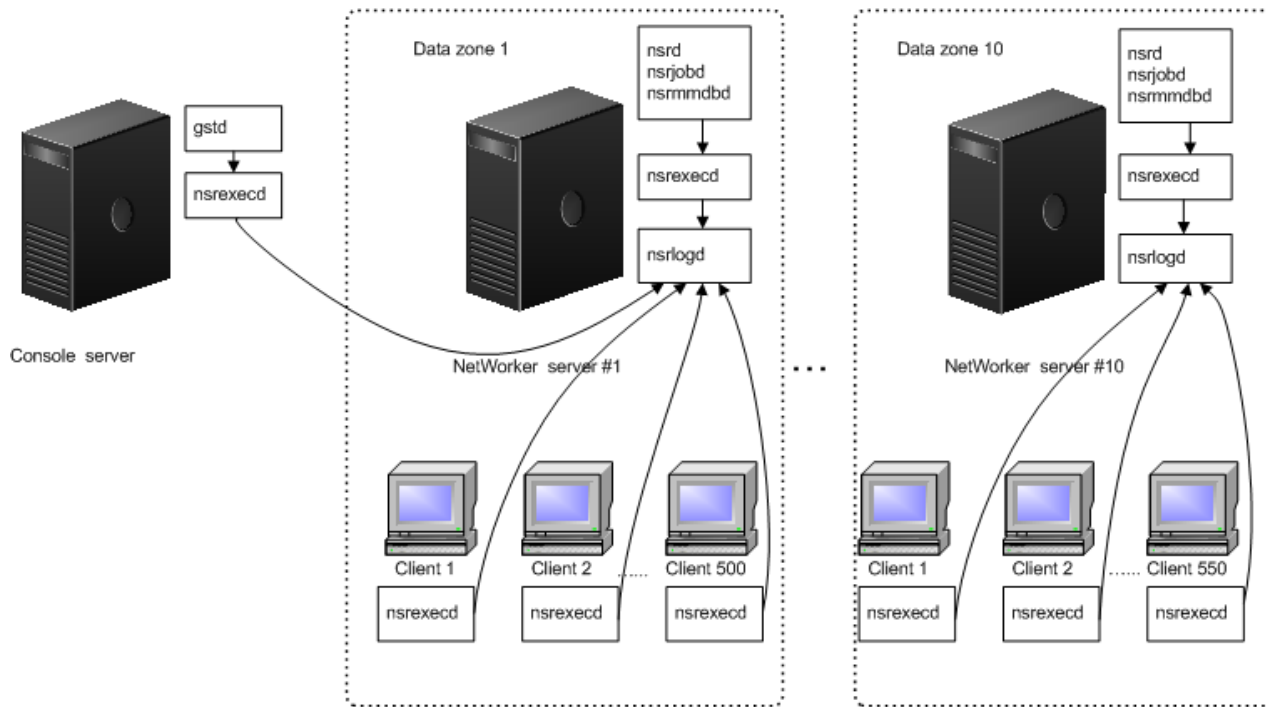 Data zone 1
nsrd
nsrjobd
nsrmmdbd
Data zone 10
nsrd
nsrjobd
nsrmmdbd
gstd
nsrexecd
nsrexecd
nsrexecd
nsrlogd
nsrlogd
Console server
NetWorker server #1
...
NetWorker server #10
Client 1
Client 2
......
Client 500
Client 1
Client 2
......
Client 550
nsrexecd
nsrexecd
nsrexecd
nsrexecd
nsrexecd
nsrexecd